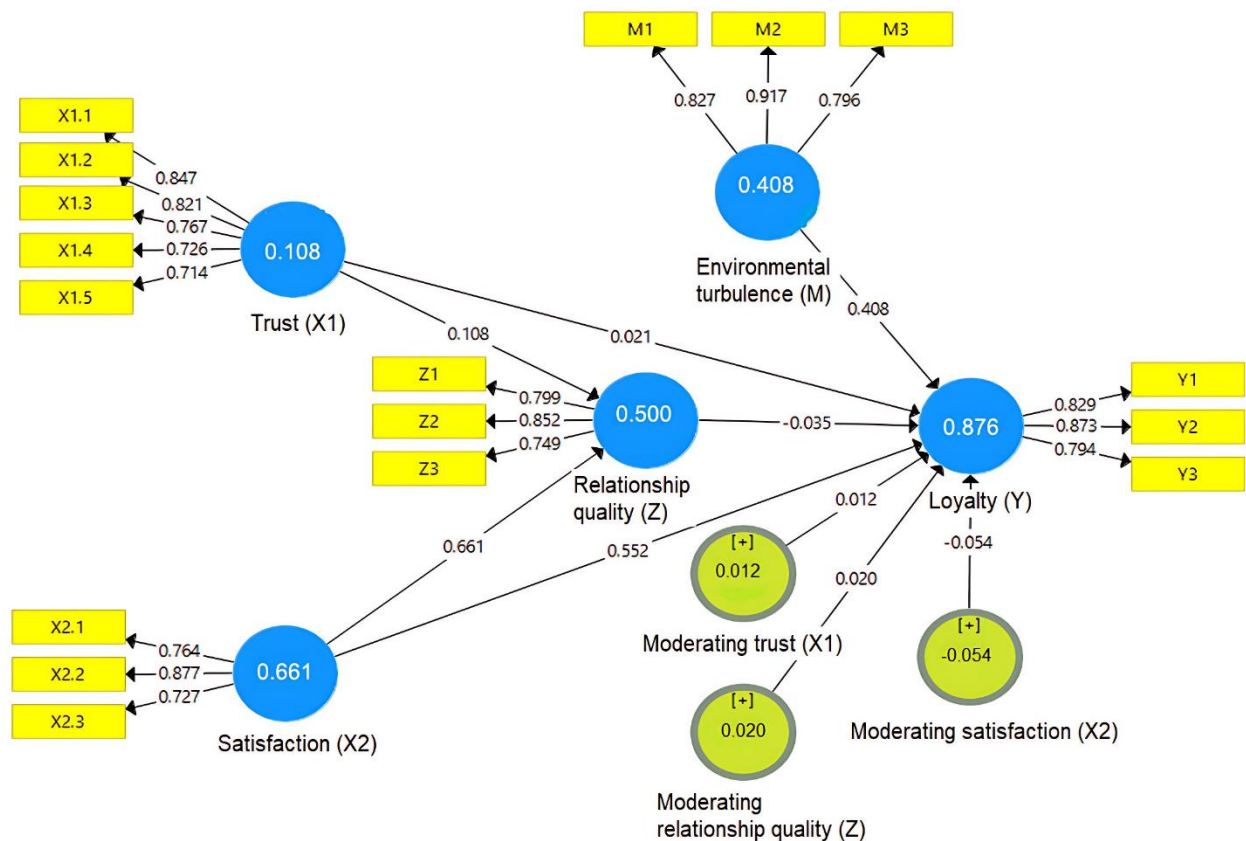 M1
M2
M3
0.827
0.917
0.796
0.408
Environmental
turbulence (M)
0.408
X1.1
X1.2
X1.3
X1.4
X1.5
0.847
0.821
0.767
0.726
0.714
0.108
Trust (X1)
0.108
0.021
Z1
Z2
Z3
0.799
0.852
0.749
0.500
Relationship
quality (Z)
-0.035
0.876
Loyalty (Y)
0.829
0.873
0.794
Y1
Y2
Y3
0.661
0.552
0.012
0.020
-0.054
X2.1
X2.2
X2.3
0.764
0.877
0.727
0.661
Satisfaction (X2)
[+]
0.012
Moderating trust (X1)
[+]
0.020
Moderating
relationship quality (Z)
[+]
-0.054
Moderating satisfaction (X2)